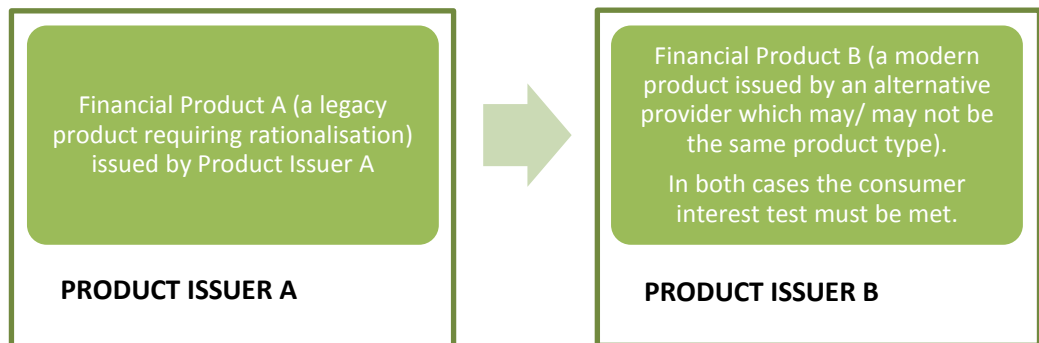 Financial Product A (a legacy
product requiring rationalisation)
issued by Product Issuer A
PRODUCT ISSUER A
Financial Product B (a modern
product issued by an alternative
provider which may/ may not be
the same product type).
In both cases the consumer
interest test must be met.
PRODUCT ISSUER B